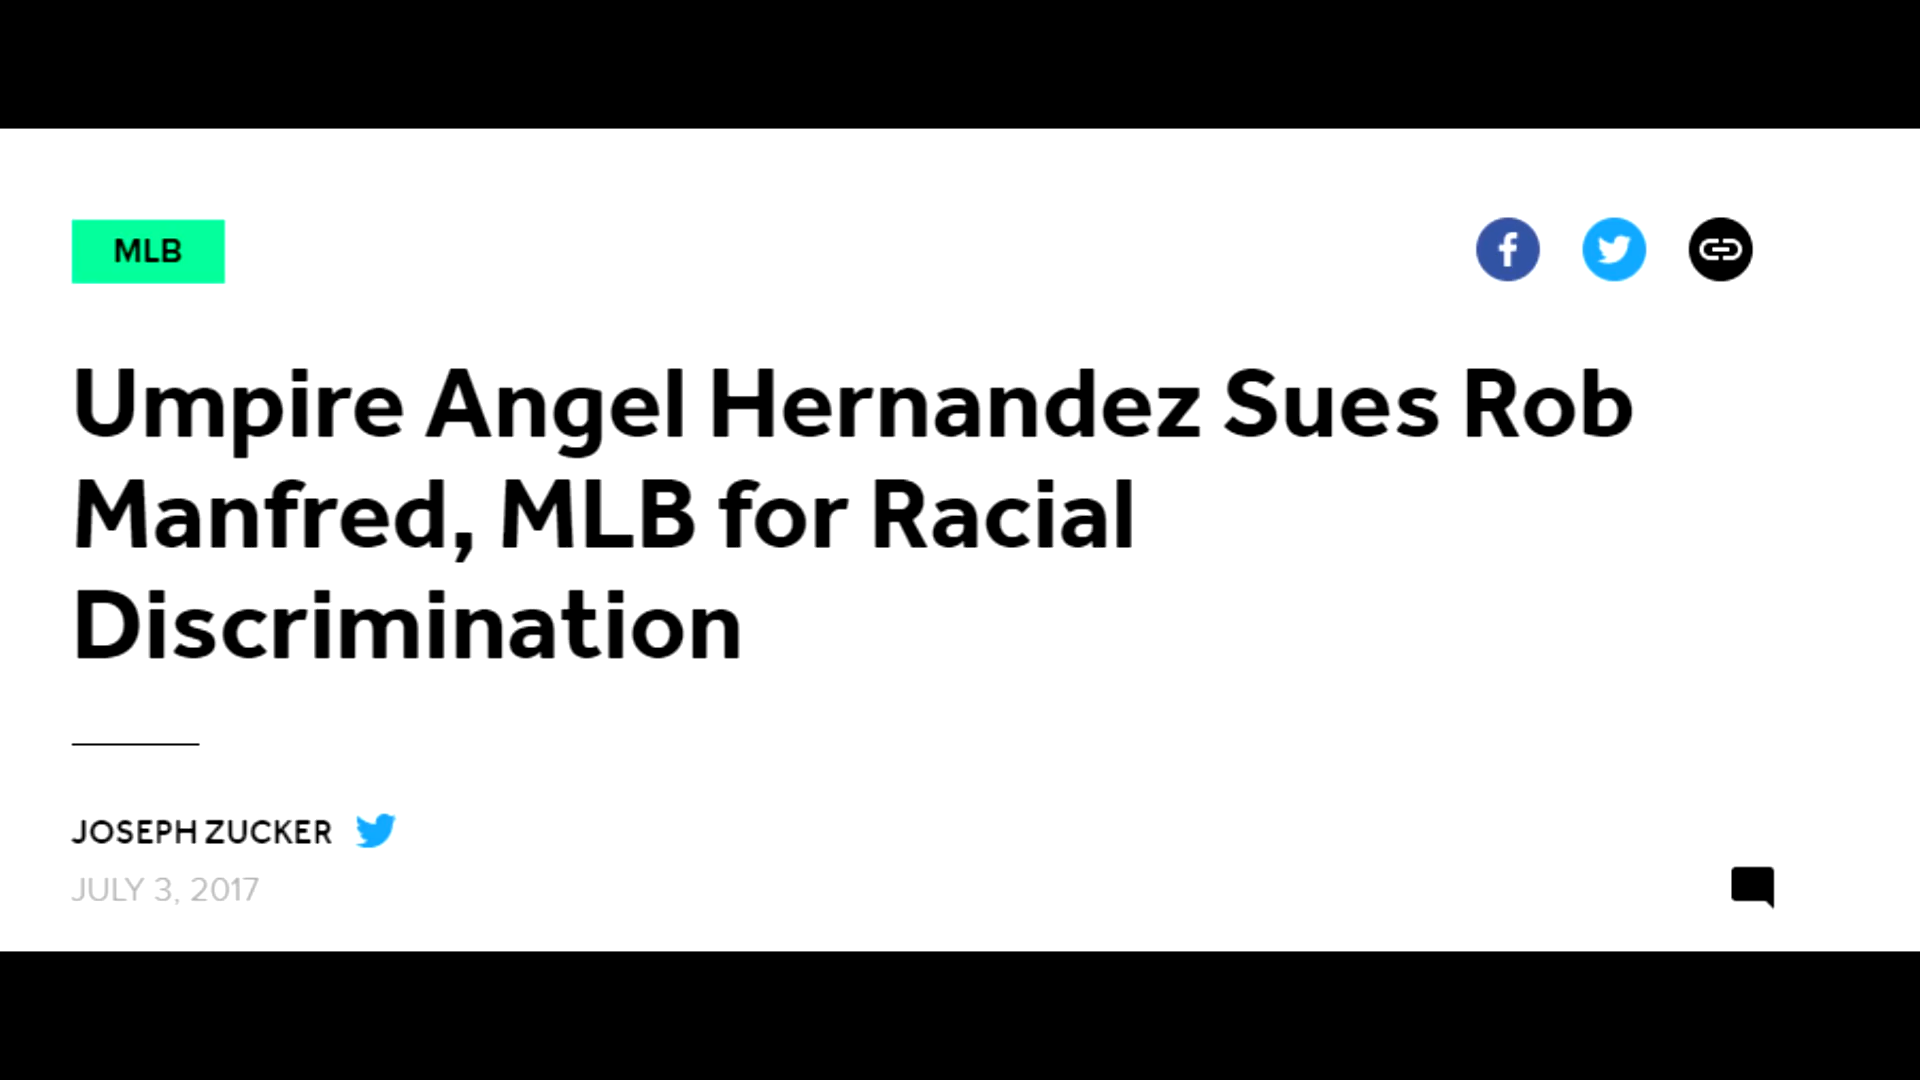 MLB
Umpire Angel Hernandez Sues Rob
Manfred, MLB for Racial
Discrimination
JOSEPH ZUCKER
JULY 3, 2017